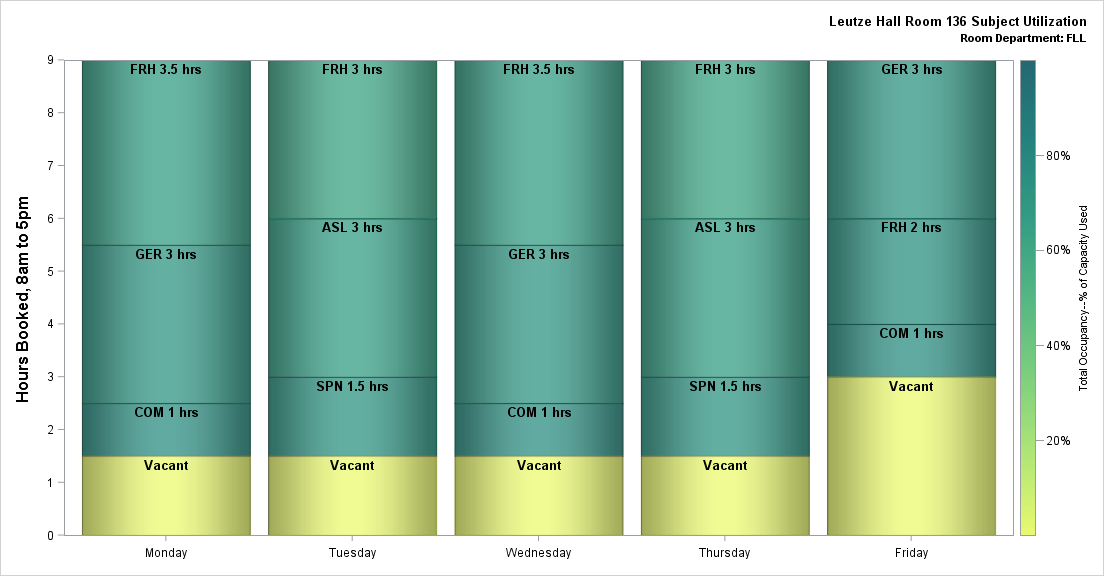 Leutze Hall Room 136 Subject Utilization
Room Department: FLL
Hours Booked, 8am to 5pm
9
8
7
6
5
4
3
2
1
0
FRH 3.5 hrs
GER 3 hrs
COM 1 hrs
Vacant
FRH 3 hrs
ASL 3 hrs
SPN 1.5 hrs
Vacant
FRH 3.5 hrs
GER 3 hrs
COM 1 hrs
Vacant
FRH 3 hrs
ASL 3 hrs
SPN 1.5 hrs
Vacant
GER 3 hrs
FRH 2 hrs
COM 1 hrs
Vacant
Monday
Tuesday
Wednesday
Thursday
Friday
80%
60%
40%
20%
Total Occupancy--% of Capacity Used